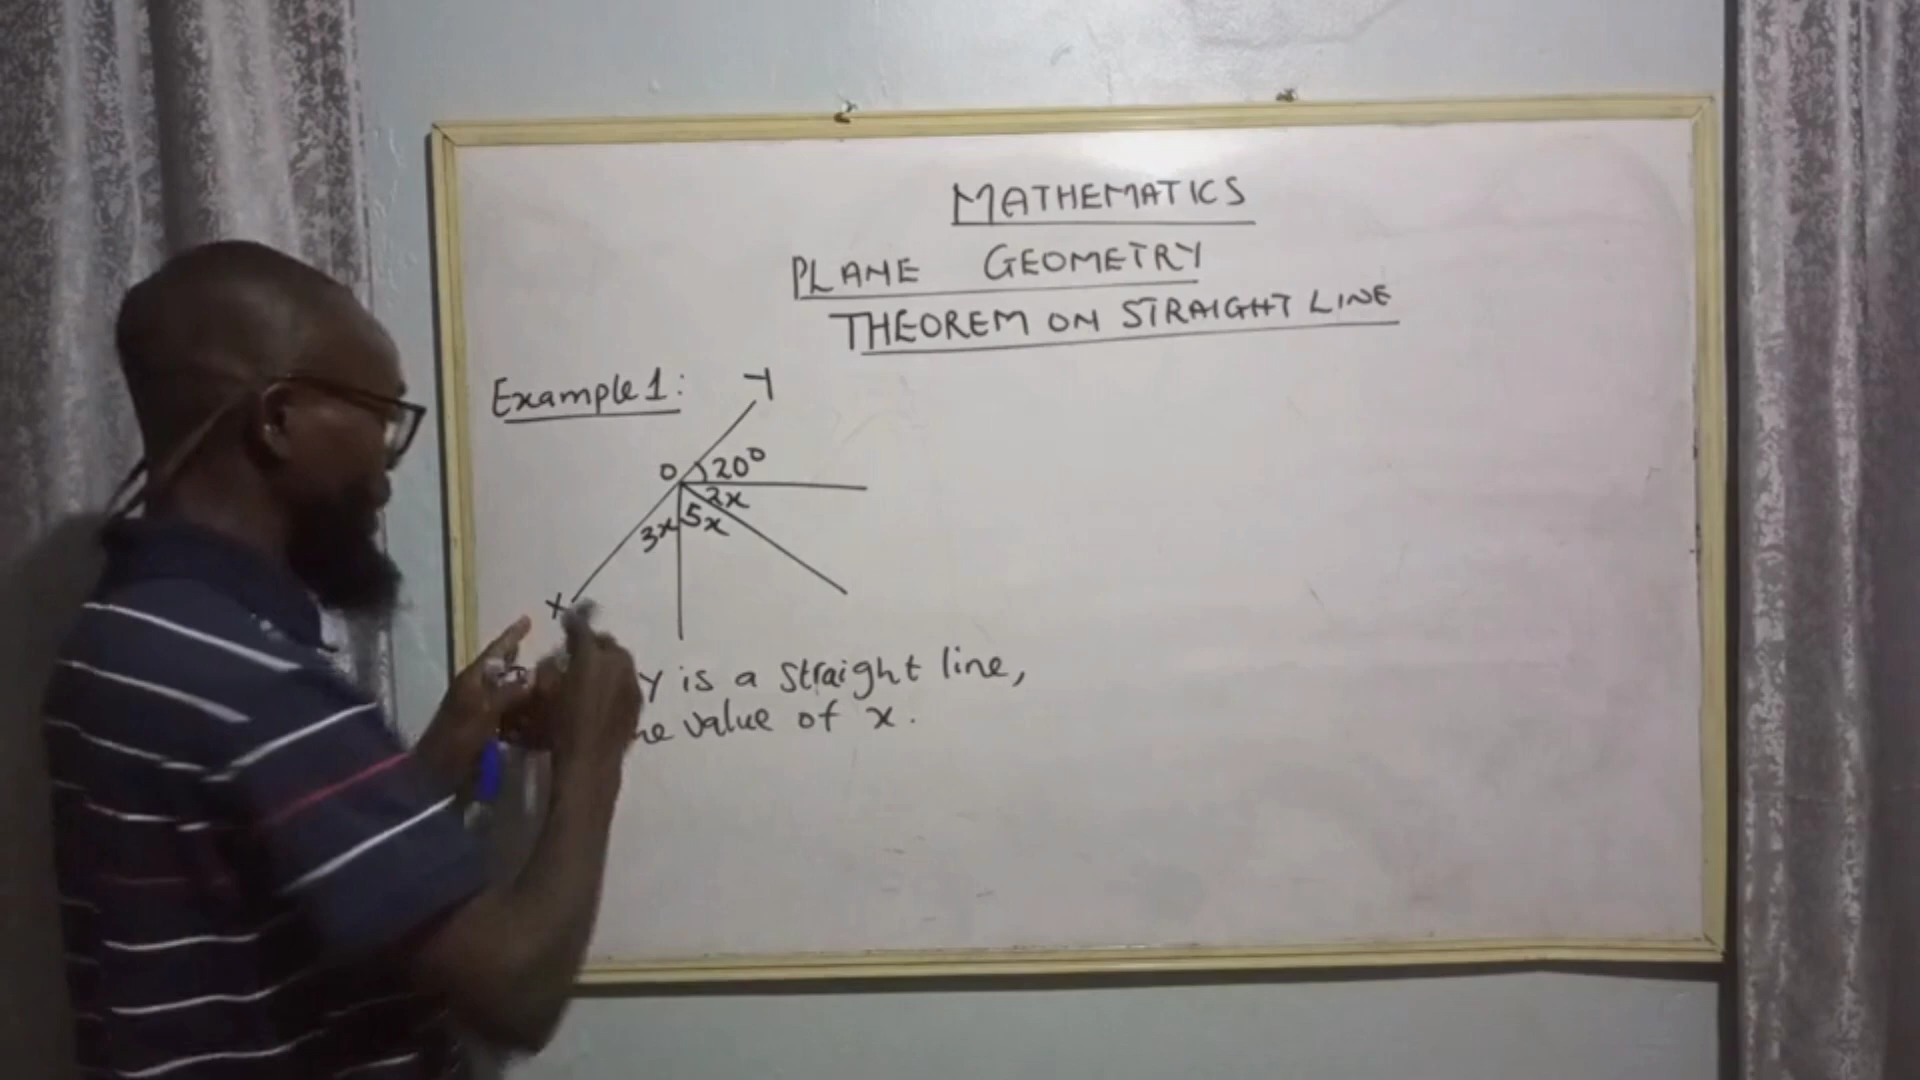 MATHEMATICS
PLANE GEOMETRY
THEOREM ON STRAIGHT LINE
Example 1:
Y
O
20°
2x
3x
5x
X
Y is a straight line,
value of x.